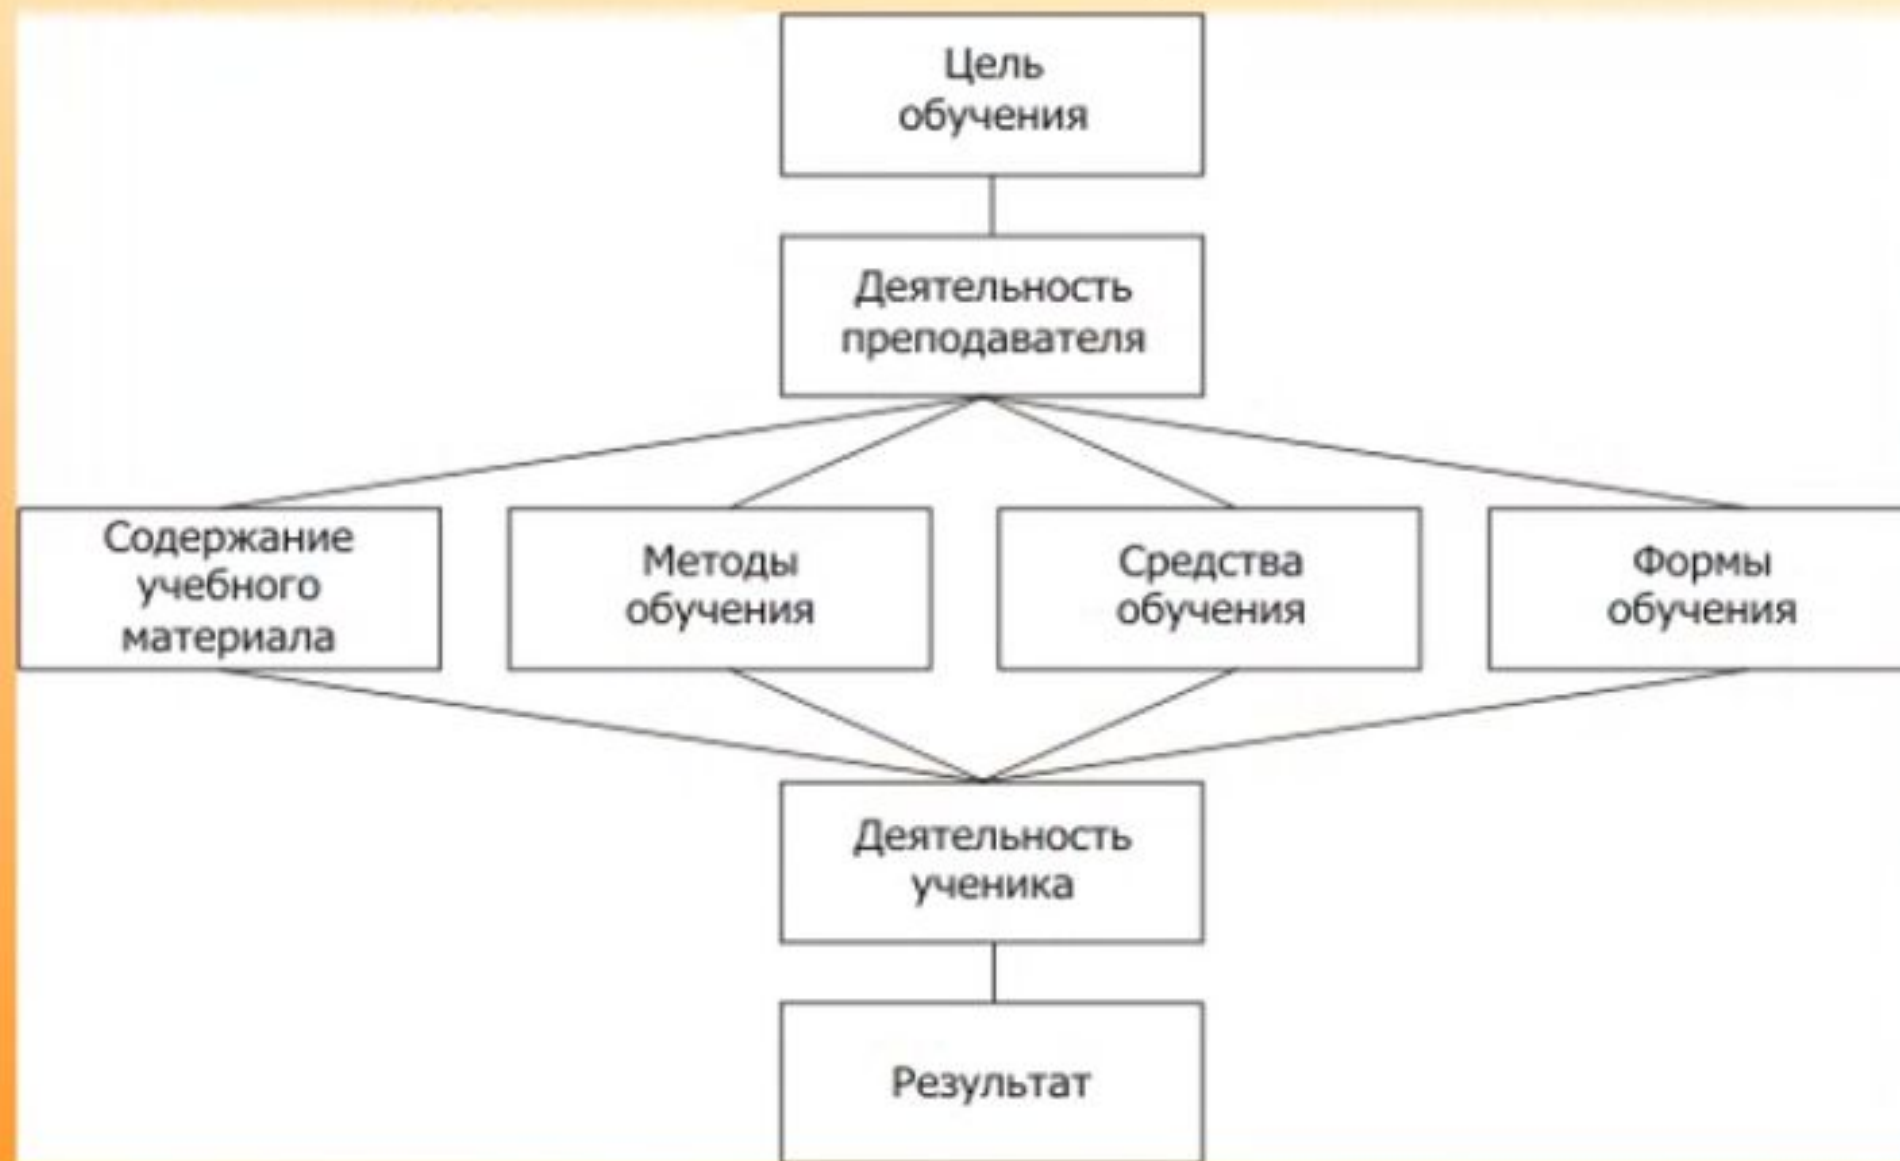 Цель
обучения
Деятельность
преподавателя
Содержание
учебного
материала
Методы
обучения
Средства
обучения
Формы
обучения
Деятельность
ученика
Результат